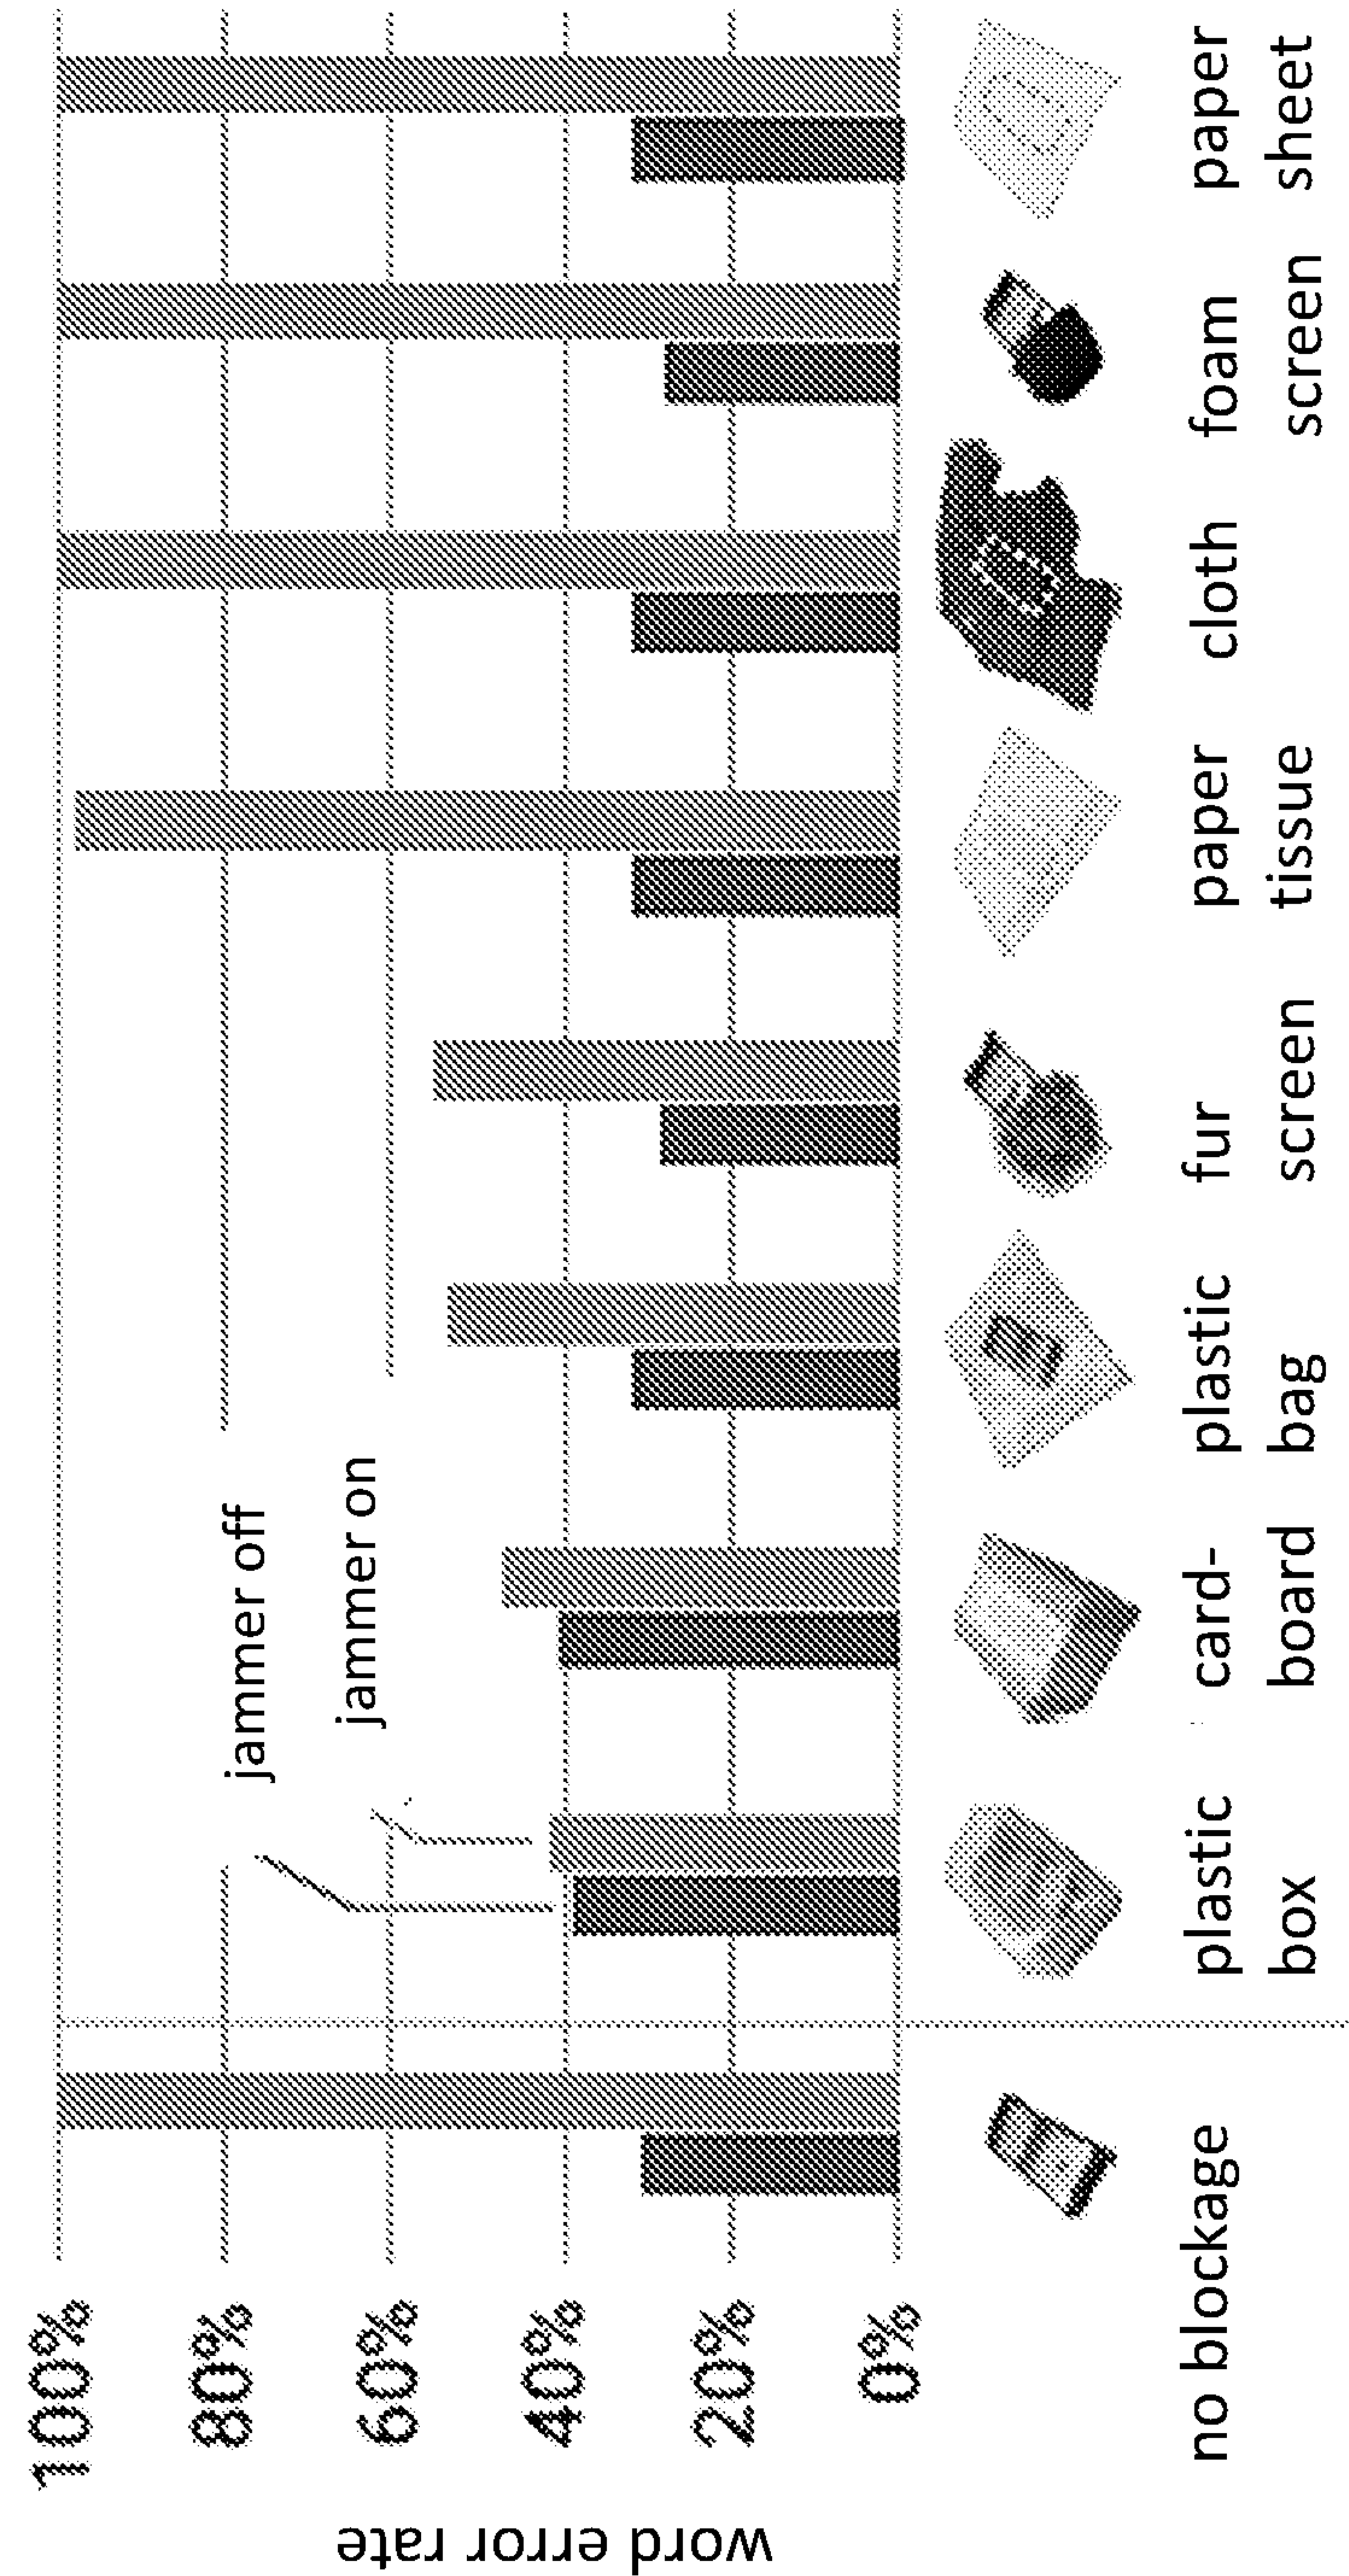 word error rate
100%
80%
60%
40%
20%
0%
jammer off
jammer on
no blockage
plastic
box
card-
board
plastic
bag
fur
screen
paper
tissue
cloth
foam
screen
paper
sheet